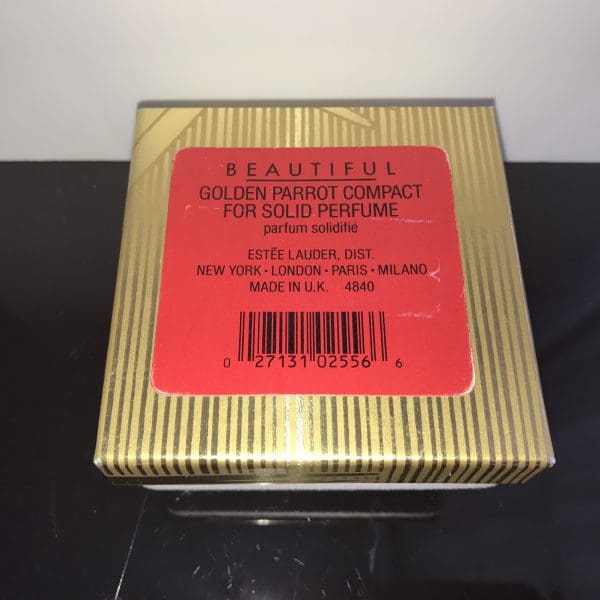 BEAUTIFUL
GOLDEN PARROT COMPACT
FOR SOLID PERFUME
parfum solidifié
ESTĒE LAUDER, DIST.
NEW YORK · LONDON · PARIS · MILANO
MADE IN U.K. 4840
0 27131 02556 6